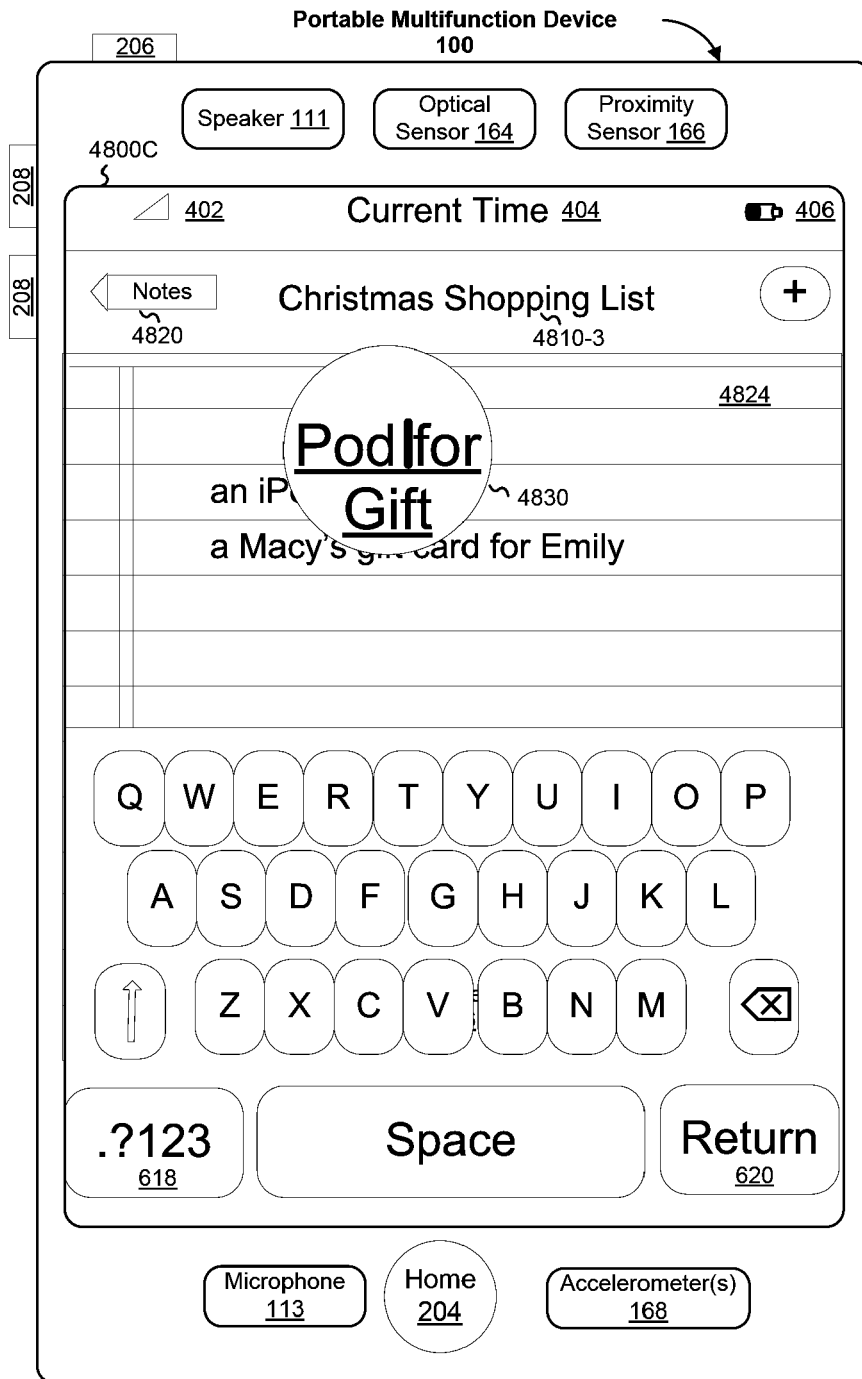 Portable Multifunction Device
100
206
Speaker 111
Optical
Sensor 164
Proximity
Sensor 166
4800C
208
208
402
Current Time 404
406
Notes
Christmas Shopping List
+
4820
4810-3
4824
Pod for
Gift
an iP
4830
a Macy's gift card for Emily
Q W E R T Y U I O P
A S D F G H J K L
Z X C V B N M
.?123
618
Space
Return
620
Microphone
113
Home
204
Accelerometer(s)
168